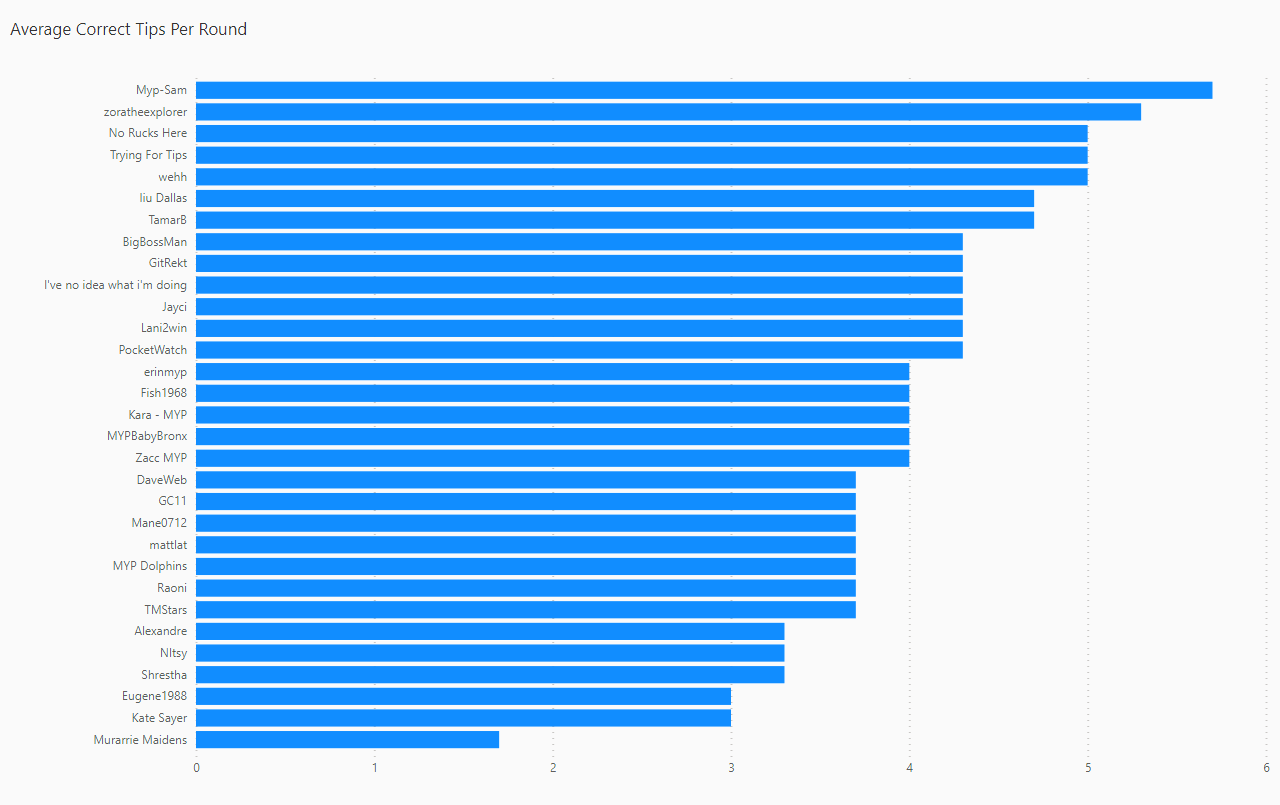 Average Correct Tips Per Round
Myp-Sam
zoratheexplorer
No Rucks Here
Trying For Tips
wehh
liu Dallas
TamarB
BigBossMan
GitRekt
I've no idea what i'm doing
Jayci
Lani2win
PocketWatch
erinmyp
Fish1968
Kara - MYP
MYPBabyBronx
Zacc MYP
DaveWeb
GC11
Mane0712
mattlat
MYP Dolphins
Raoni
TMStars
Alexandre
NItsy
Shrestha
Eugene1988
Kate Sayer
Murarrie Maidens
0 1 2 3 4 5 6